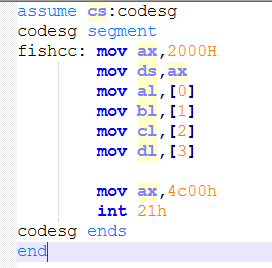 assume cs:codesg
codesg segment
fishcc: mov ax,2000H
mov ds,ax
mov al,[0]
mov bl,[1]
mov cl,[2]
mov dl,[3]
mov ax,4c00h
int 21h
codesg ends
end